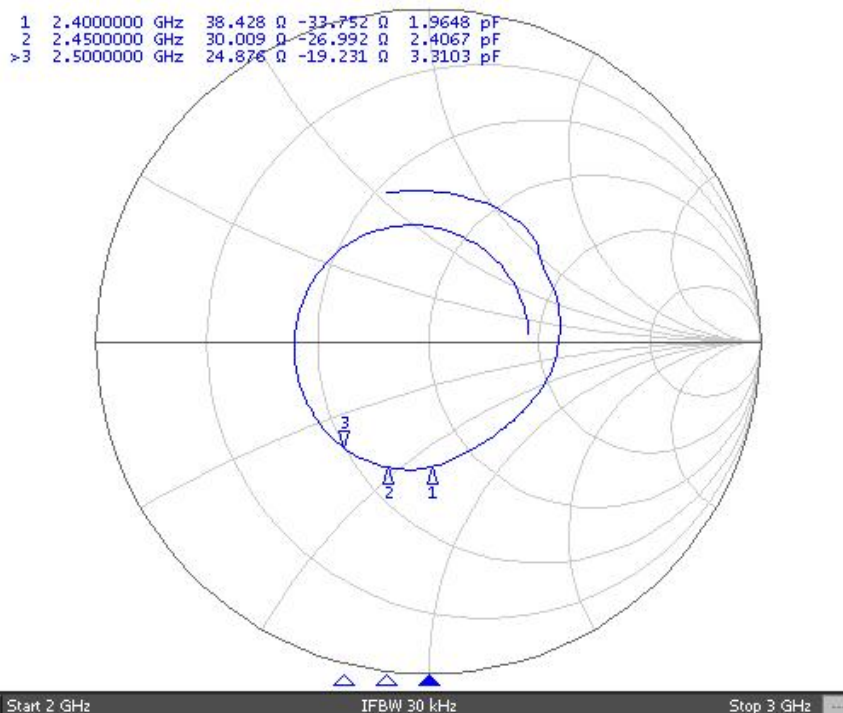 1 2.4000000 GHz 38.428 Ω -33.752 Ω 1.9648 pF
2 2.4500000 GHz 30.009 Ω -26.992 Ω 2.4067 pF
>3 2.5000000 GHz 24.876 Ω -19.231 Ω 3.3103 pF
3
2 1
Start 2 GHz IFBW 30 kHz Stop 3 GHz